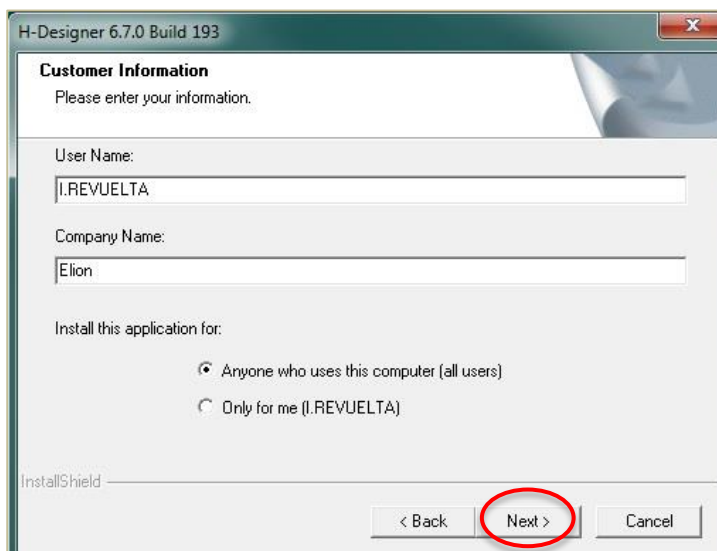 H-Designer 6.7.0 Build 193
Customer Information
Please enter your information.
User Name:
I.REVUELTA
Company Name:
Elion
Install this application for:
Anyone who uses this computer (all users)
Only for me (I.REVUELTA)
InstallShield
< Back Next > Cancel